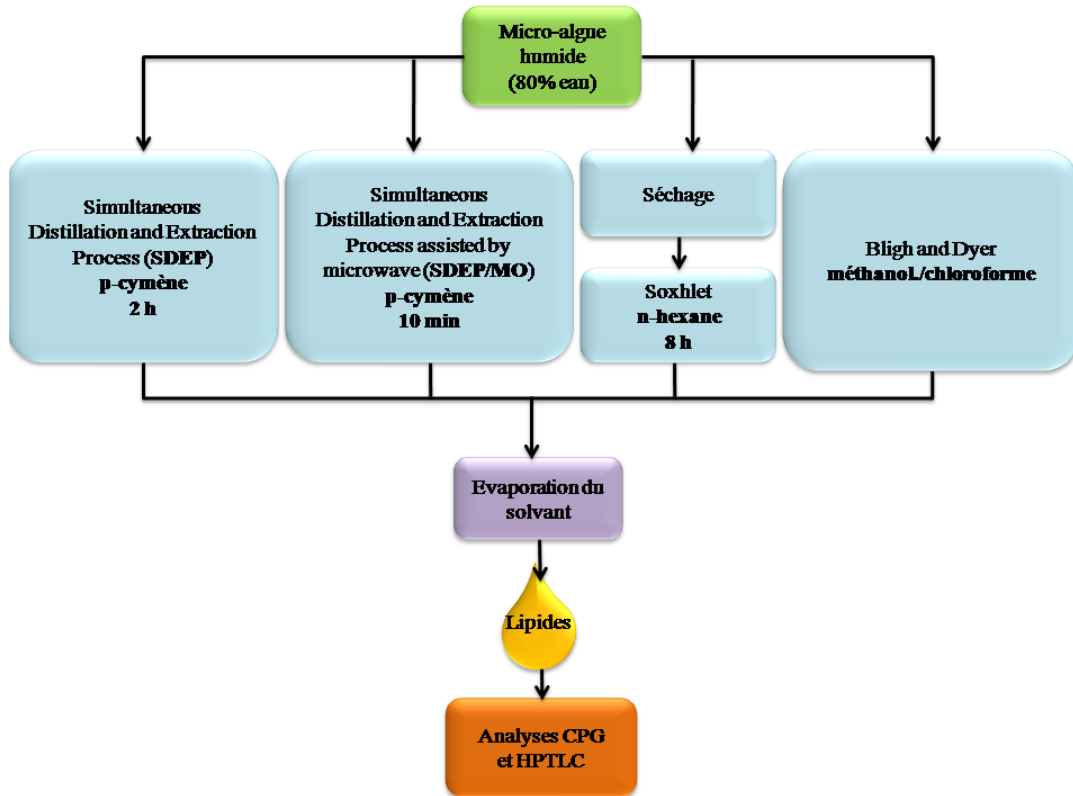 Micro-algue
humide
(80% eau)
Simultaneous
Distillation and Extraction
Process (SDEP)
p-cymène
2 h
Simultaneous
Distillation and Extraction
Process assisted by
microwave (SDEP/MO)
p-cymène
10 min
Séchage
Soxhlet
n-hexane
8 h
Bligh and Dyer
méthanol/chloroforme
Evaporation du
solvant
Lipides
Analyses CPG
et HPTLC